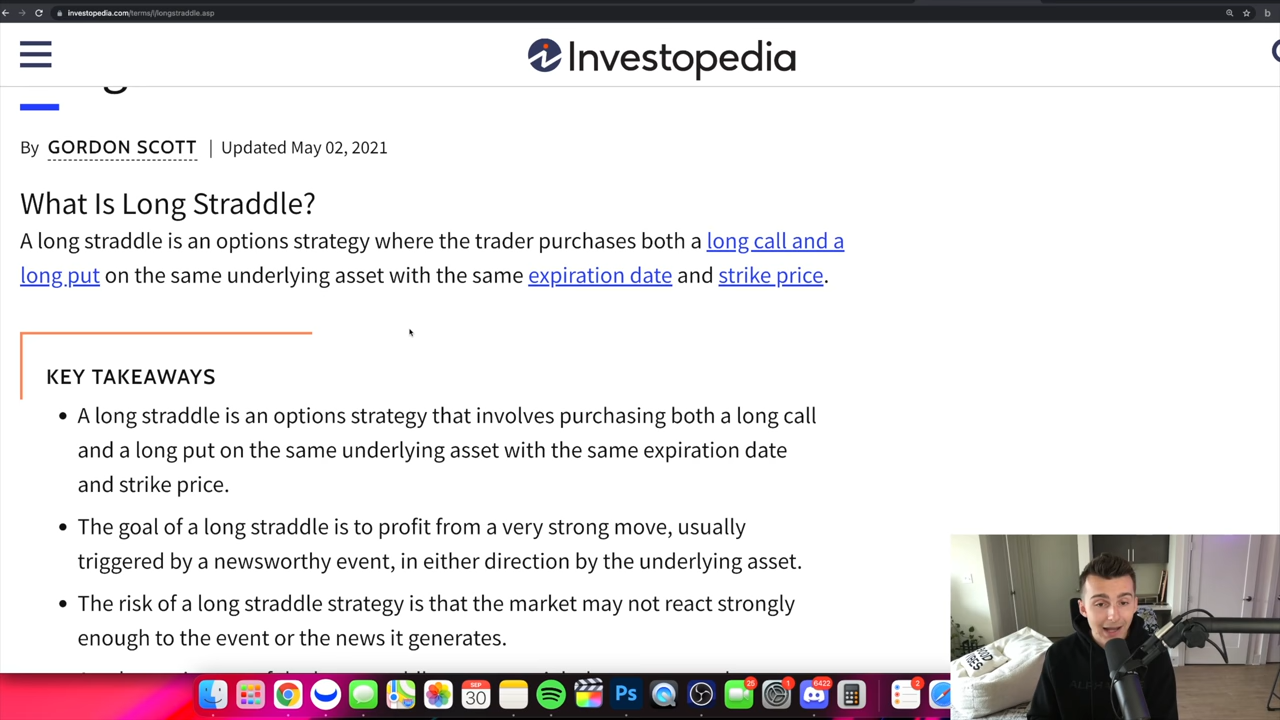 investopedia.com/terms/l/longstraddle.asp
Investopedia
By GORDON SCOTT | Updated May 02, 2021
What Is Long Straddle?
A long straddle is an options strategy where the trader purchases both a long call and a
long put on the same underlying asset with the same expiration date and strike price.
KEY TAKEAWAYS
• A long straddle is an options strategy that involves purchasing both a long call
and a long put on the same underlying asset with the same expiration date
and strike price.
• The goal of a long straddle is to profit from a very strong move, usually
triggered by a newsworthy event, in either direction by the underlying asset.
• The risk of a long straddle strategy is that the market may not react strongly
enough to the event or the news it generates.
SEP
30
Ps
26
1
6422
2